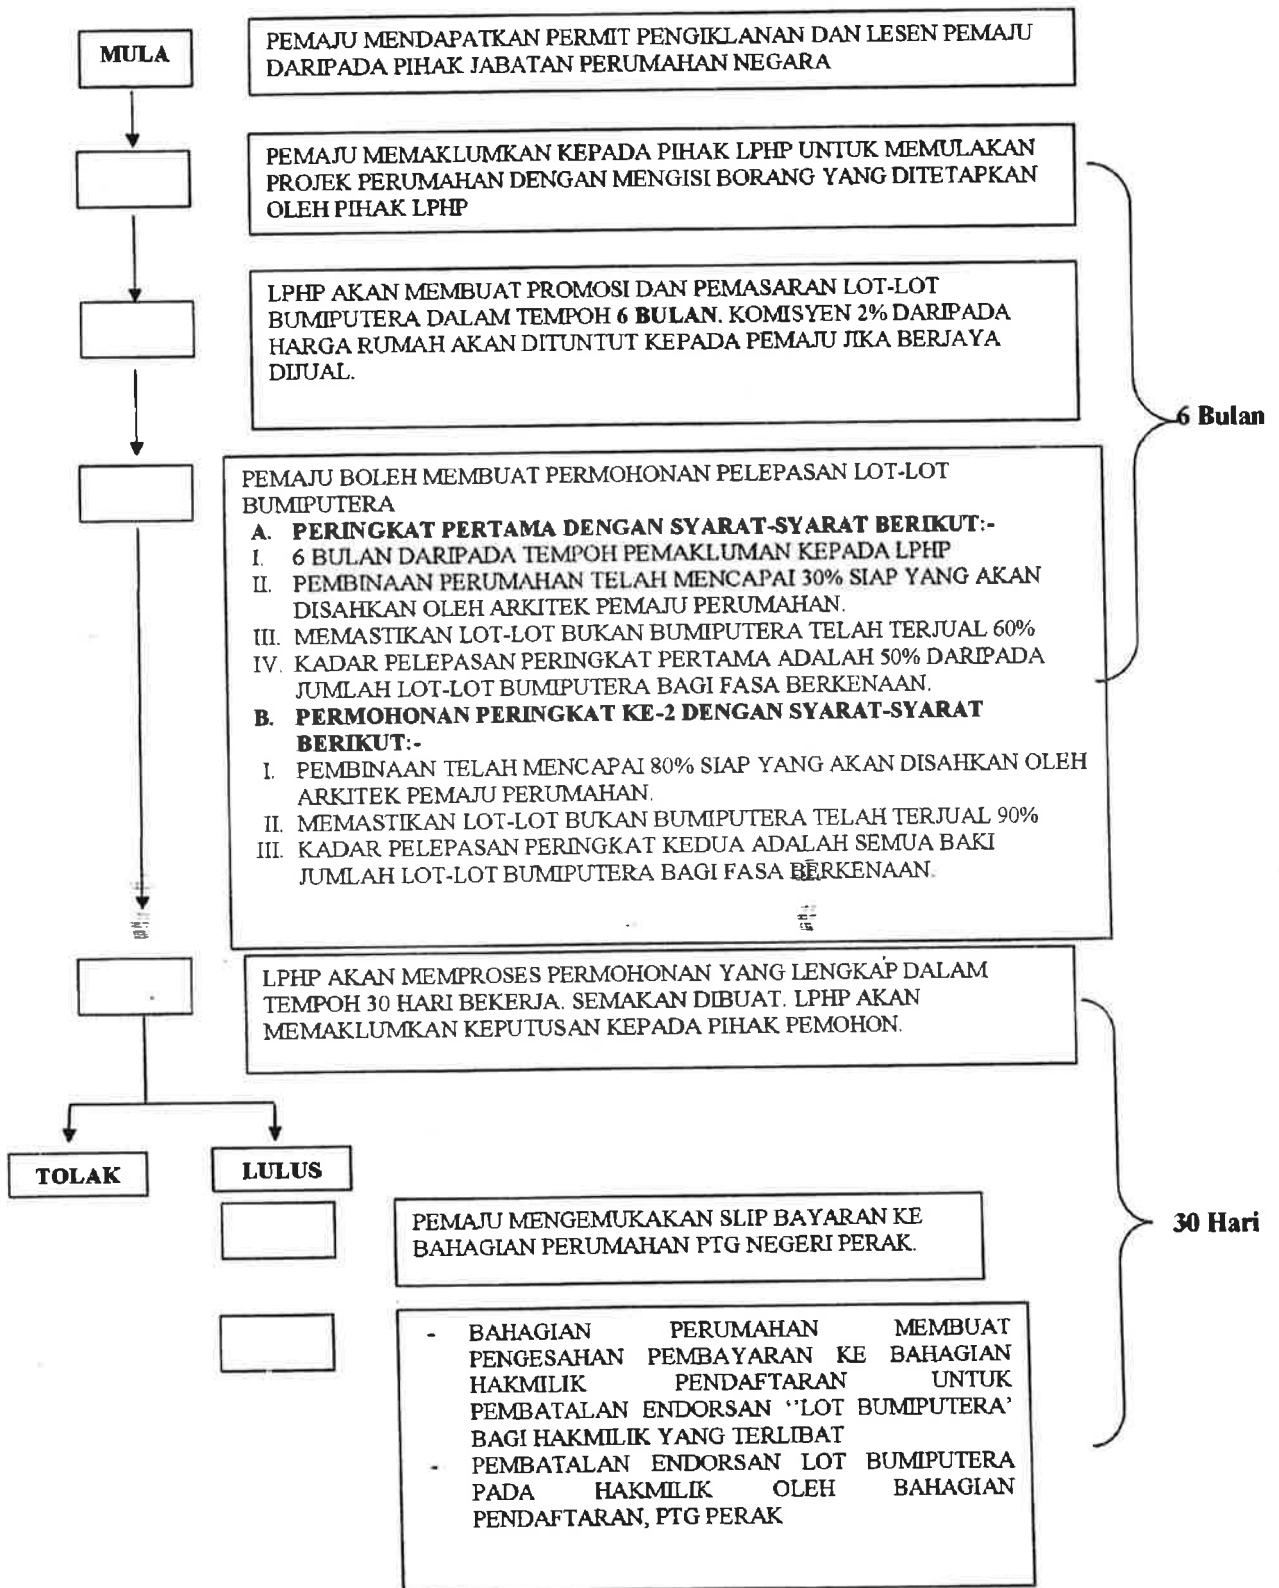 MULA
PEMAJU MENDAPATKAN PERMIT PENGIKLANAN DAN LESEN PEMAJU
DARIPADA PIHAK JABATAN PERUMAHAN NEGARA
PEMAJU MEMAKLUMKAN KEPADA PIHAK LPHP UNTUK MEMULAKAN
PROJEK PERUMAHAN DENGAN MENGISI BORANG YANG DITETAPKAN
OLEH PIHAK LPHP
LPHP AKAN MEMBUAT PROMOSI DAN PEMASARAN LOT-LOT
BUMIPUTERA DALAM TEMPOH 6 BULAN. KOMISYEN 2% DARIPADA
HARGA RUMAH AKAN DITUNTUT KEPADA PEMAJU JIKA BERJAYA
DIJUAL.
6 Bulan
PEMAJU BOLEH MEMBUAT PERMOHONAN PELEPASAN LOT-LOT
BUMIPUTERA
A. PERINGKAT PERTAMA DENGAN SYARAT-SYARAT BERIKUT:-
I. 6 BULAN DARIPADA TEMPOH PEMAKLUMAN KEPADA LPHP
II. PEMBINAAN PERUMAHAN TELAH MENCAPAI 30% SIAP YANG AKAN
DISAHKAN OLEH ARKITEK PEMAJU PERUMAHAN.
III. MEMASTIKAN LOT-LOT BUKAN BUMIPUTERA TELAH TERJUAL 60%
IV. KADAR PELEPASAN PERINGKAT PERTAMA ADALAH 50% DARIPADA
JUMLAH LOT-LOT BUMIPUTERA BAGI FASA BERKENAAN.
B. PERMOHONAN PERINGKAT KE-2 DENGAN SYARAT-SYARAT
BERIKUT:-
I. PEMBINAAN TELAH MENCAPAI 80% SIAP YANG AKAN DISAHKAN OLEH
ARKITEK PEMAJU PERUMAHAN.
II. MEMASTIKAN LOT-LOT BUKAN BUMIPUTERA TELAH TERJUAL 90%
III. KADAR PELEPASAN PERINGKAT KEDUA ADALAH SEMUA BAKI
JUMLAH LOT-LOT BUMIPUTERA BAGI FASA BERKENAAN.
LPHP AKAN MEMPROSES PERMOHONAN YANG LENGKAP DALAM
TEMPOH 30 HARI BEKERJA. SEMAKAN DIBUAT. LPHP AKAN
MEMAKLUMKAN KEPUTUSAN KEPADA PIHAK PEMOHON.
TOLAK
LULUS
PEMAJU MENGEMUKAKAN SLIP BAYARAN KE
BAHAGIAN PERUMAHAN PTG NEGERI PERAK.
30 Hari
- BAHAGIAN PERUMAHAN MEMBUAT
PENGESAHAN PEMBAYARAN KE BAHAGIAN
HAKMILIK PENDAFTARAN UNTUK
PEMBATALAN ENDORSAN ''LOT BUMIPUTERA'
BAGI HAKMILIK YANG TERLIBAT
- PEMBATALAN ENDORSAN LOT BUMIPUTERA
PADA HAKMILIK OLEH BAHAGIAN
PENDAFTARAN, PTG PERAK